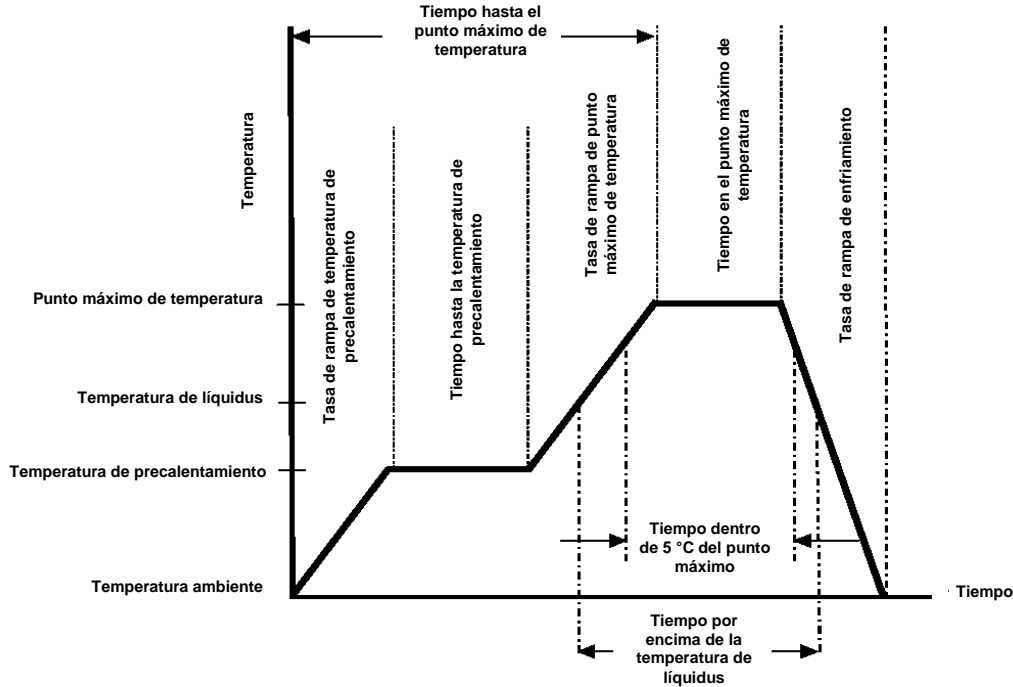 Tiempo hasta el
punto máximo de
temperatura
Temperatura
Tasa de rampa de temperatura de
precalentamiento
Tiempo hasta la temperatura de
precalentamiento
Tasa de rampa de punto
máximo de temperatura
Tiempo en el punto máximo de
temperatura
Tasa de rampa de enfriamiento
Punto máximo de temperatura
Temperatura de líquidus
Temperatura de precalentamiento
Temperatura ambiente
Tiempo dentro
de 5 °C del punto
máximo
Tiempo
Tiempo por
encima de la
temperatura de
líquidus